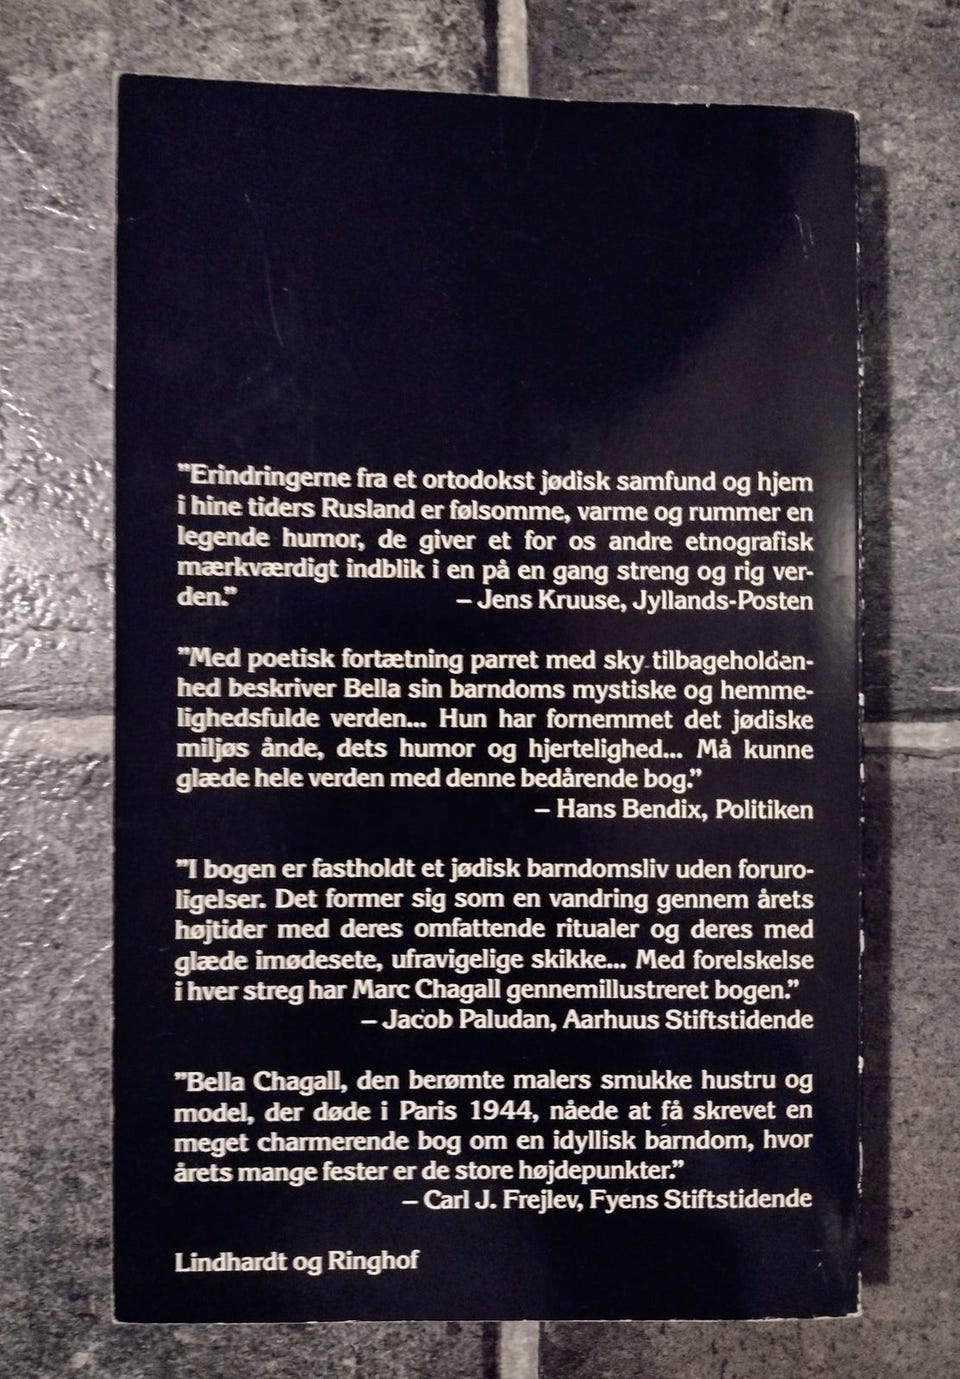 ”Erindringerne fra et ortodokst jødisk samfund og hjem
i hine tiders Rusland er følsomme, varme og rummer en
legende humor, de giver et for os andre etnografisk
mærkværdigt indblik i en på en gang streng og rig ver-
den.” – Jens Kruuse, Jyllands-Posten
”Med poetisk fortætning parret med sky tilbageholden-
hed beskriver Bella sin barndoms mystiske og hemme-
lighedsfulde verden... Hun har fornemmet det jødiske
miljøs ånde, dets humor og hjertelighed... Må kunne
glæde hele verden med denne bedårende bog.”
– Hans Bendix, Politiken
”I bogen er fastholdt et jødisk barndomsliv uden foruro-
ligelser. Det former sig som en vandring gennem årets
højtider med deres omfattende ritualer og deres med
glæde imødesete, ufravigelige skikke... Med forelskelse
i hver streg har Marc Chagall gennemillustreret bogen.”
– Jacob Paludan, Aarhuus Stiftstidende
”Bella Chagall, den berømte malers smukke hustru og
model, der døde i Paris 1944, nåede at få skrevet en
meget charmerende bog om en idyllisk barndom, hvor
årets mange fester er de store højdepunkter.”
– Carl J. Frejlev, Fyens Stiftstidende
Lindhardt og Ringhof